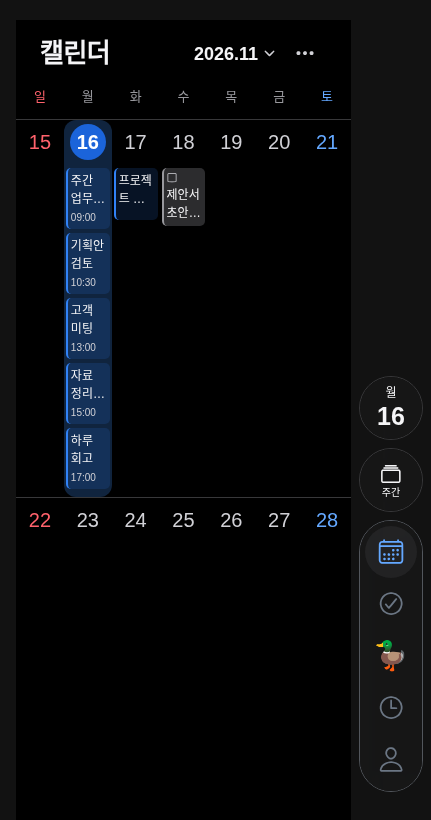 캘린더
2026.11
일 월 화 수 목 금 토
15 16 17 18 19 20 21
주간
업무…
09:00
기획안
검토
10:30
고객
미팅
13:00
자료
정리…
15:00
하루
회고
17:00
프로젝
트 …
제안서
초안…
22 23 24 25 26 27 28
월
16
주간